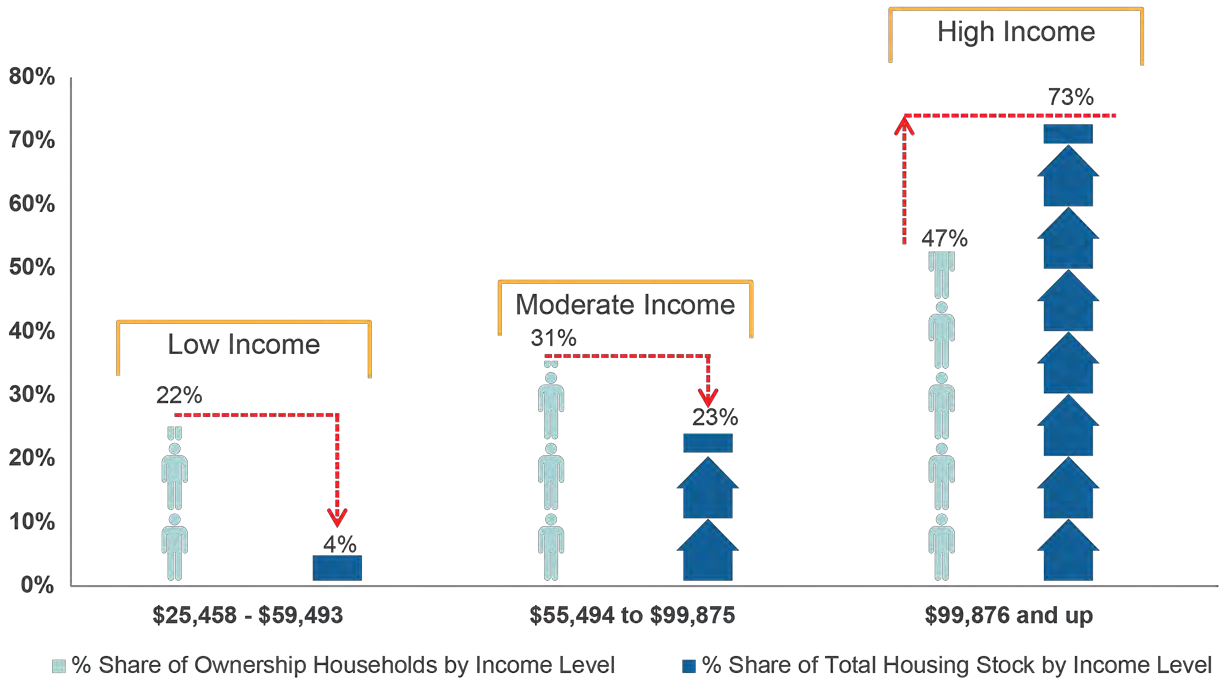 High Income
80%
73%
70%
60%
47%
50%
Moderate Income
40%
Low Income
31%
30%
22%
23%
20%
10%
4%
0%
$25,458 - $59,493
$55,494 to $99,875
$99,876 and up
% Share of Ownership Households by Income Level
% Share of Total Housing Stock by Income Level